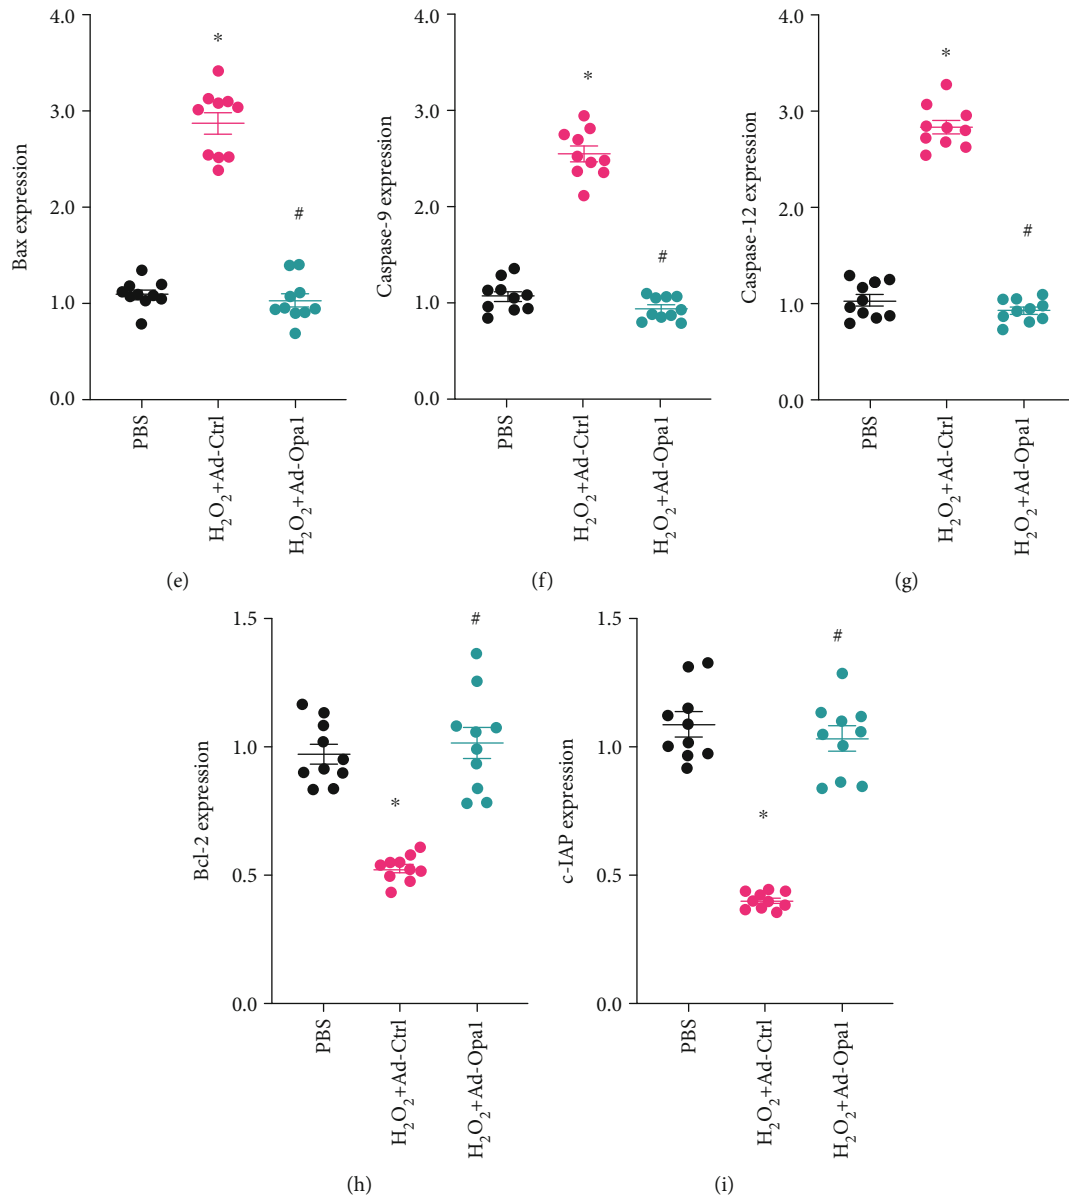 Bax expression
4.0
3.0
2.0
1.0
0.0
*
#
PBS
H₂O₂+Ad-Ctrl
H₂O₂+Ad-Opa1
(e)
Caspase-9 expression
4.0
3.0
2.0
1.0
0.0
*
#
PBS
H₂O₂+Ad-Ctrl
H₂O₂+Ad-Opa1
(f)
Caspase-12 expression
4.0
3.0
2.0
1.0
0.0
*
#
PBS
H₂O₂+Ad-Ctrl
H₂O₂+Ad-Opa1
(g)
Bcl-2 expression
1.5
1.0
0.5
0.0
*
#
PBS
H₂O₂+Ad-Ctrl
H₂O₂+Ad-Opa1
(h)
c-IAP expression
1.5
1.0
0.5
0.0
*
#
PBS
H₂O₂+Ad-Ctrl
H₂O₂+Ad-Opa1
(i)